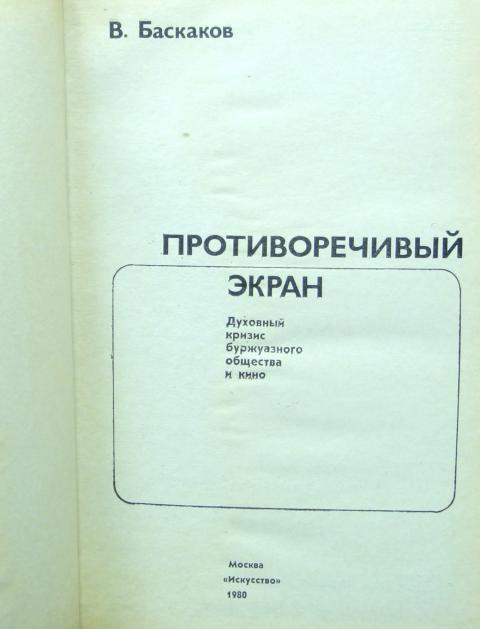 В. Баскаков
ПРОТИВОРЕЧИВЫЙ
ЭКРАН
Духовный
кризис
буржуазного
общества
и кино
Москва
«Искусство»
1980